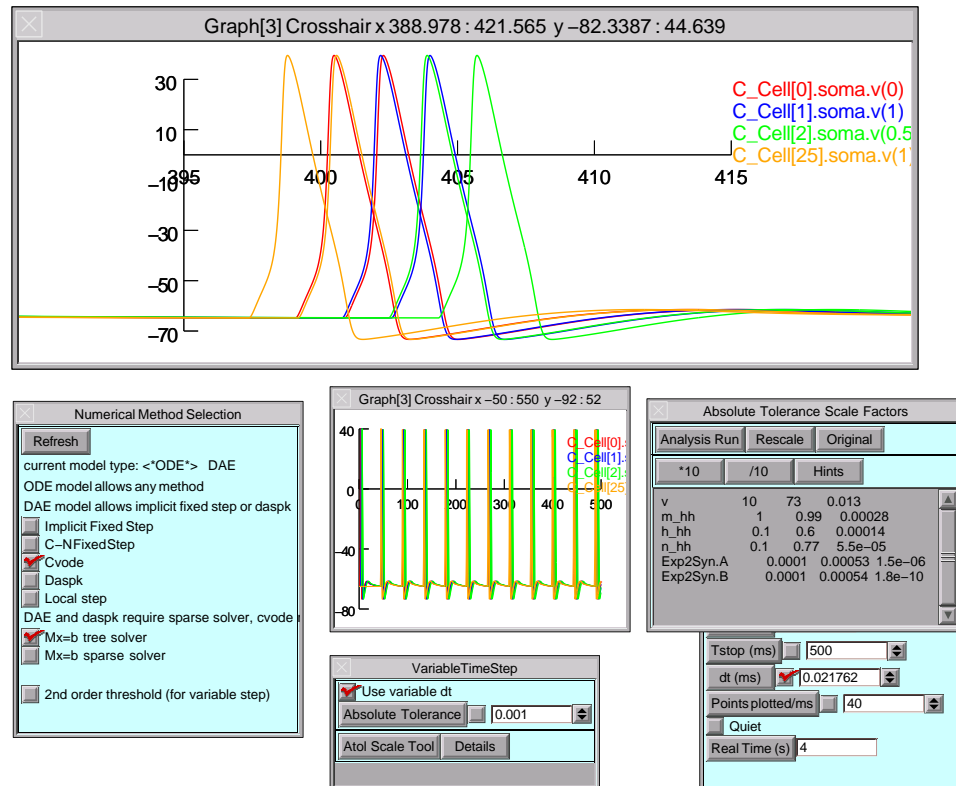 Graph[3] Crosshair x 388.978 : 421.565 y −82.3387 : 44.639
30
10
−10
−30
−50
−70
395
400
405
410
415
C_Cell[0].soma.v(0)
C_Cell[1].soma.v(1)
C_Cell[2].soma.v(0.5
C_Cell[25].soma.v(1)
Numerical Method Selection
Refresh
current model type: <*ODE*> DAE
ODE model allows any method
DAE model allows implicit fixed step or daspk
Implicit Fixed Step
C−N Fixed Step
Cvode
Daspk
Local step
DAE and daspk require sparse solver, cvode
Mx=b tree solver
Mx=b sparse solver
2nd order threshold (for variable step)
Graph[3] Crosshair x −50 : 550 y −92 : 52
40
0
−40
−80
0
100
200
300
400
500
C_Cell[0].
C_Cell[1].
C_Cell[2].
C_Cell[25
VariableTimeStep
Use variable dt
Absolute Tolerance 0.001
Atol Scale Tool Details
Absolute Tolerance Scale Factors
Analysis Run Rescale Original
*10 /10 Hints
v 10 73 0.013
m_hh 1 0.99 0.00028
h_hh 0.1 0.6 0.00014
n_hh 0.1 0.77 5.5e−05
Exp2Syn.A 0.0001 0.00053 1.5e−06
Exp2Syn.B 0.0001 0.00054 1.8e−10
Tstop (ms) 500
dt (ms) 0.021762
Points plotted/ms 40
Quiet
Real Time (s) 4